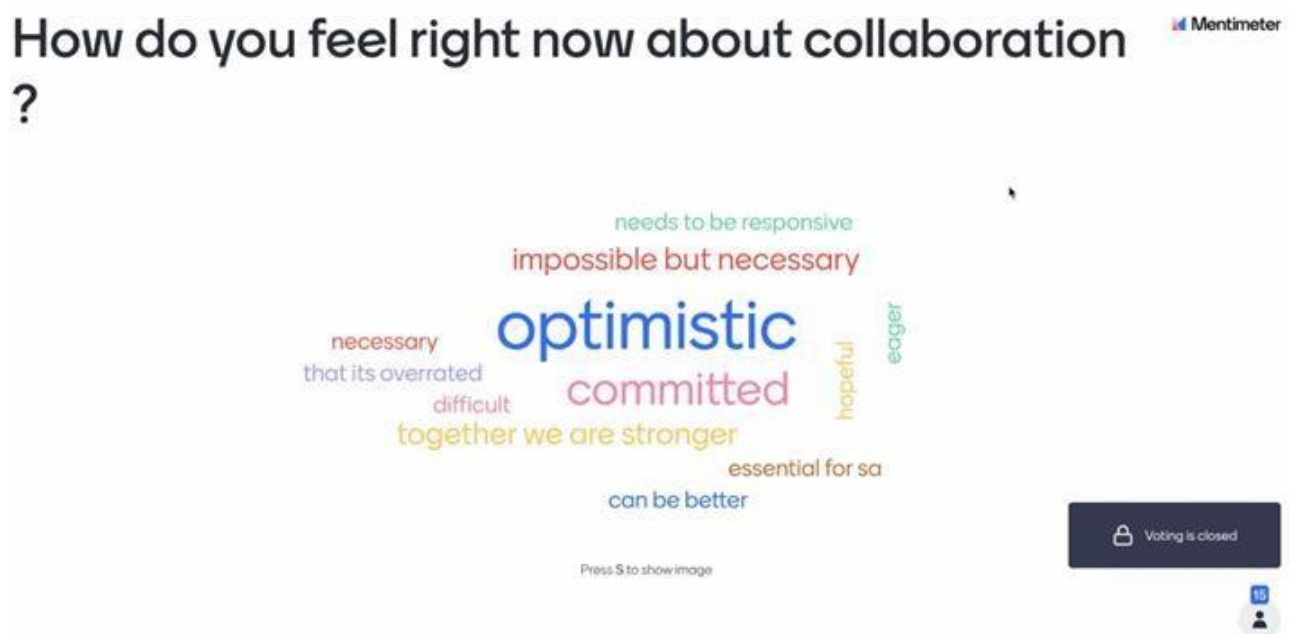 How do you feel right now about collaboration
?
Mentimeter
needs to be responsive
impossible but necessary
optimistic
eager
necessary
hopeful
that its overrated
committed
difficult
together we are stronger
essential for sa
can be better
Voting is closed
Press S to show image
15